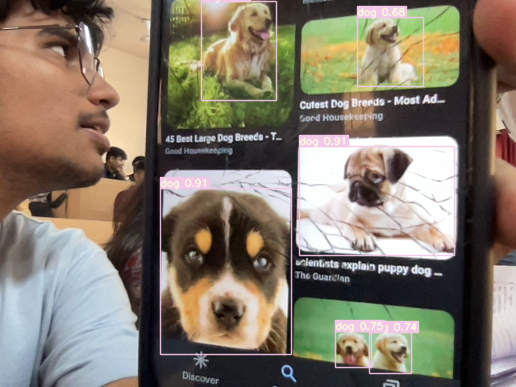 dog 0.68
45 Best Large Dog Breeds - T...
Good Housekeeping
Cutest Dog Breeds - Most Ad...
Good Housekeeping
dog 0.91
dog 0.91
scientists explain puppy dog ...
The Guardian
dog 0.75
0.74
Discover